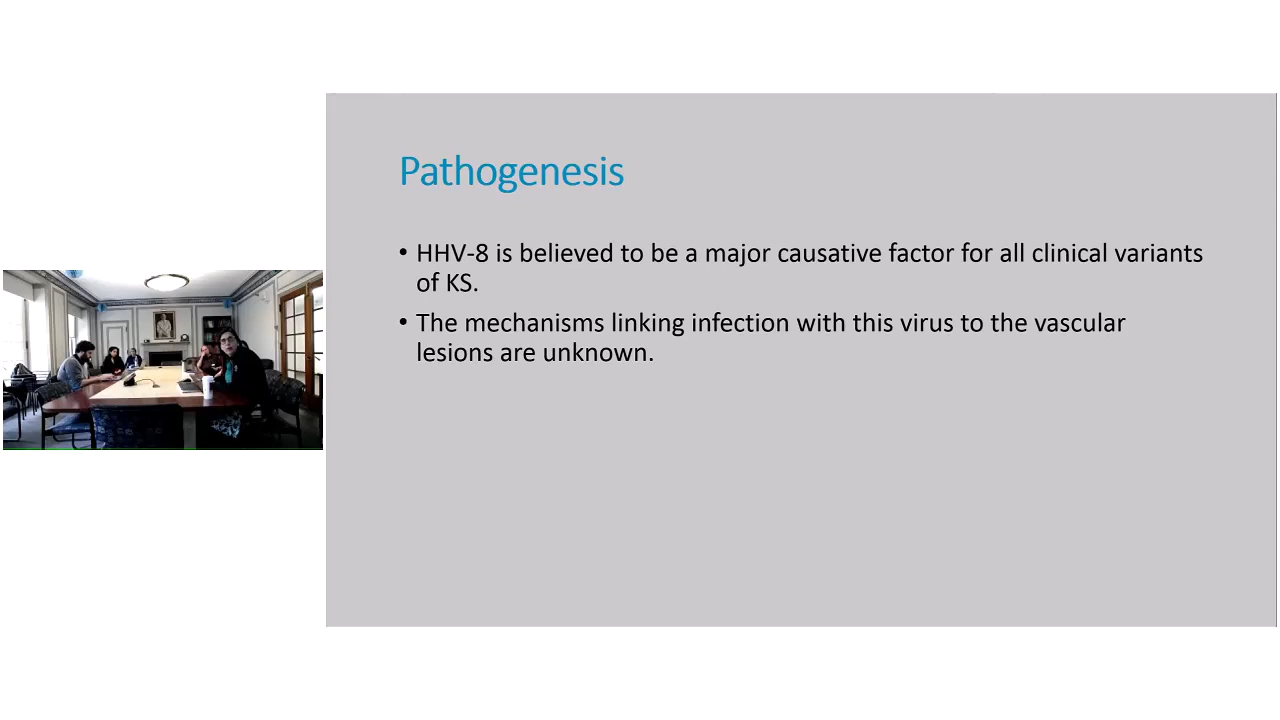 Pathogenesis
• HHV-8 is believed to be a major causative factor for all clinical variants
of KS.
• The mechanisms linking infection with this virus to the vascular
lesions are unknown.